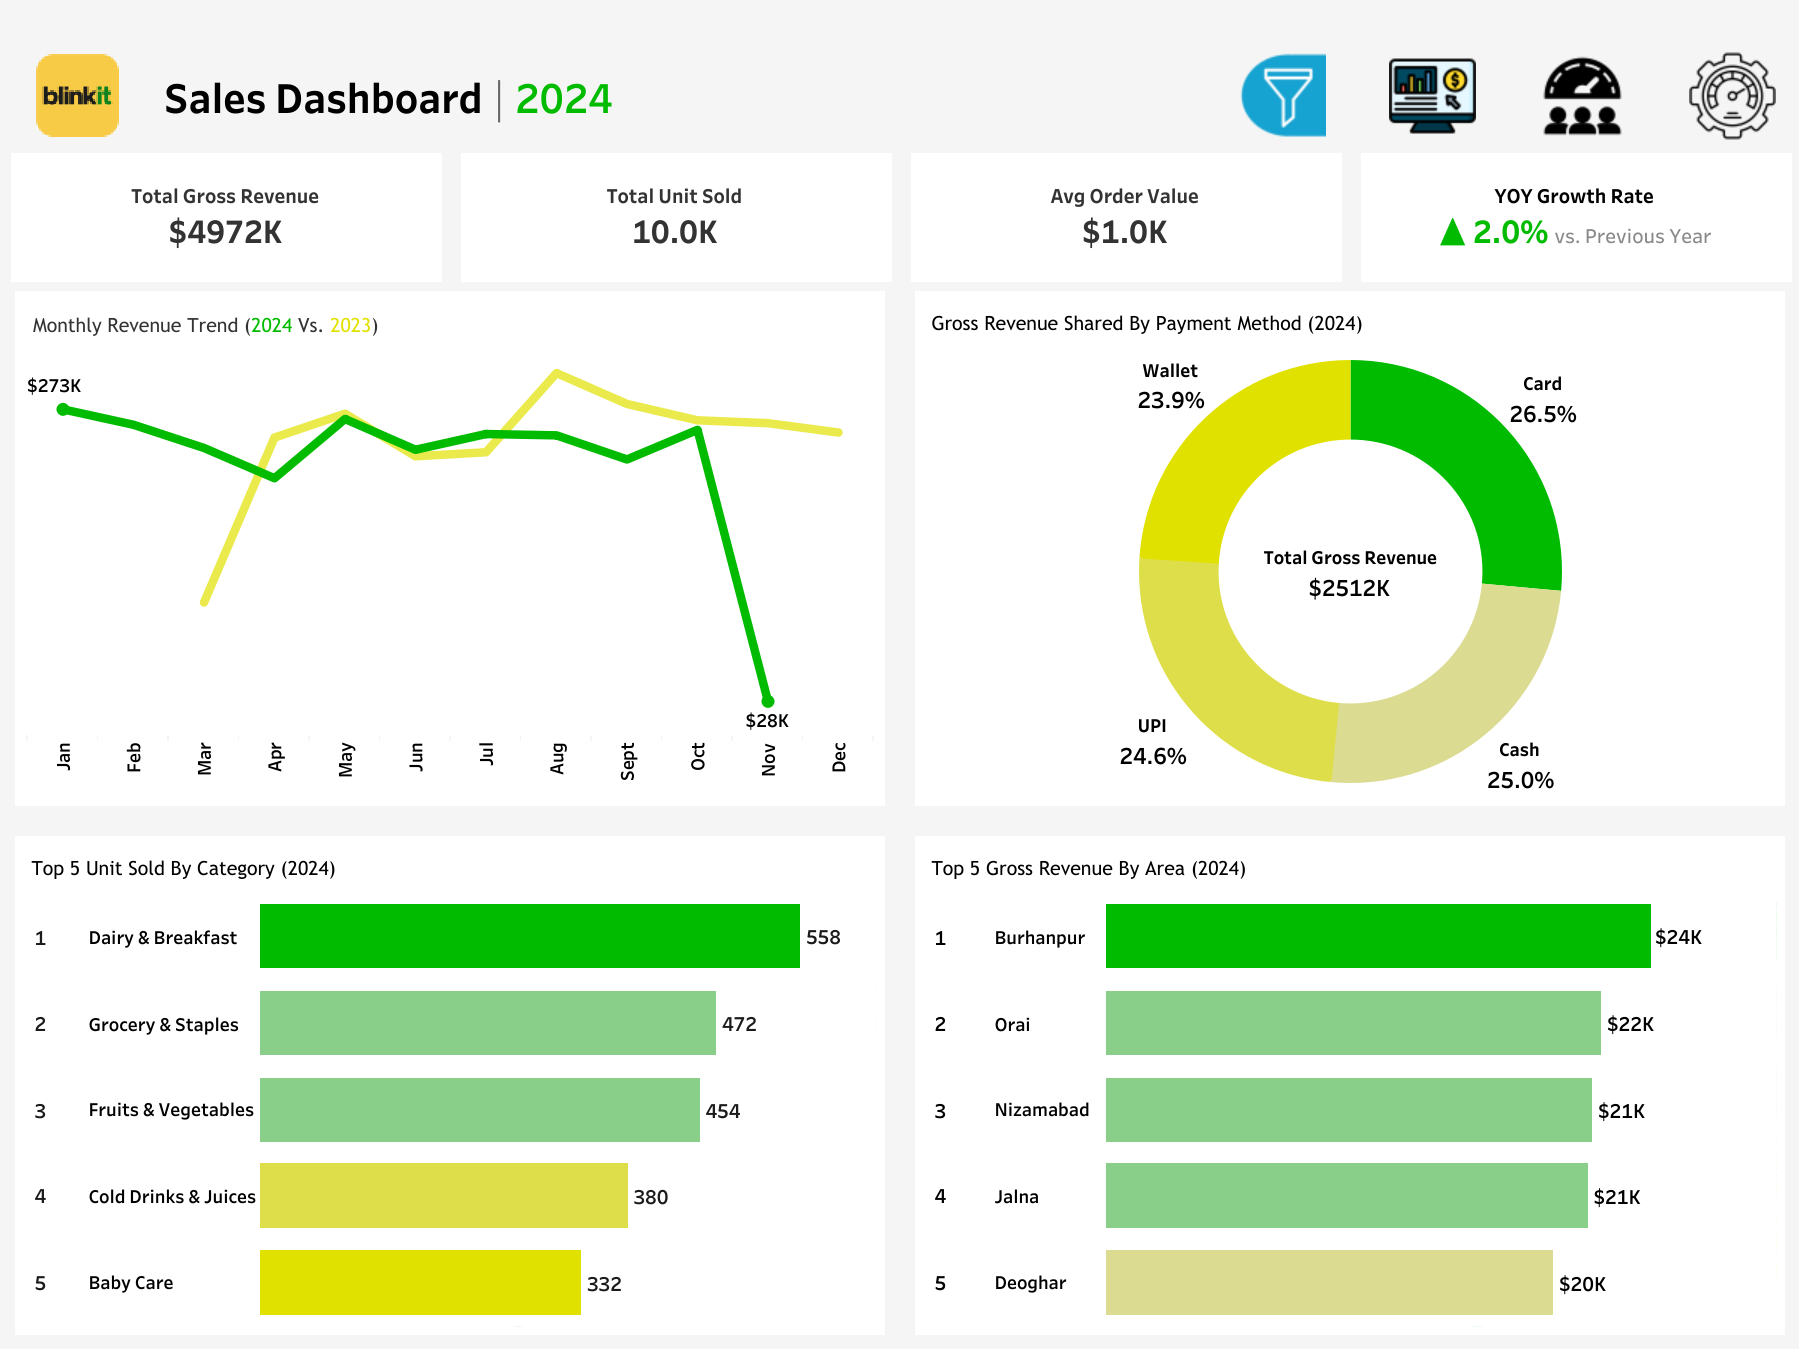 blinkit
Sales Dashboard | 2024
Total Gross Revenue
$4972K
Total Unit Sold
10.0K
Avg Order Value
$1.0K
YOY Growth Rate
▲ 2.0% vs. Previous Year
Monthly Revenue Trend (2024 Vs. 2023)
$273K
$28K
Jan
Feb
Mar
Apr
May
Jun
Jul
Aug
Sept
Oct
Nov
Dec
Gross Revenue Shared By Payment Method (2024)
Wallet
23.9%
Card
26.5%
Total Gross Revenue
$2512K
UPI
24.6%
Cash
25.0%
Top 5 Unit Sold By Category (2024)
1 Dairy & Breakfast 558
2 Grocery & Staples 472
3 Fruits & Vegetables 454
4 Cold Drinks & Juices 380
5 Baby Care 332
Top 5 Gross Revenue By Area (2024)
1 Burhanpur $24K
2 Orai $22K
3 Nizamabad $21K
4 Jalna $21K
5 Deoghar $20K